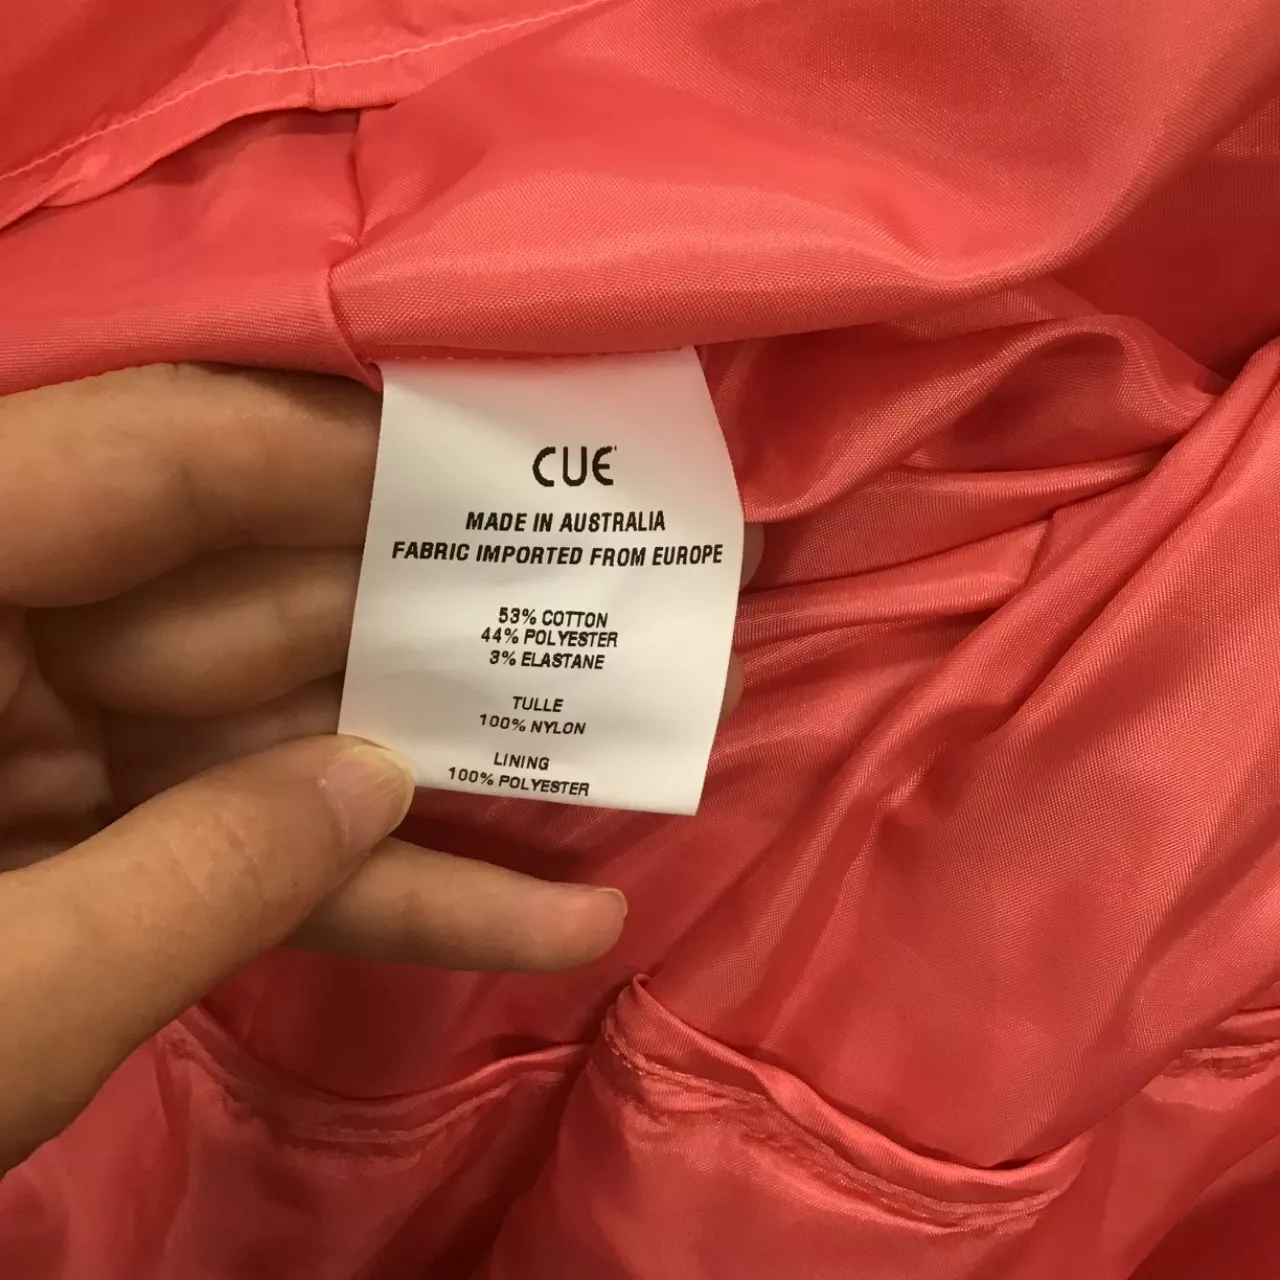 CUE
MADE IN AUSTRALIA
FABRIC IMPORTED FROM EUROPE
53% COTTON
44% POLYESTER
3% ELASTANE
TULLE
100% NYLON
LINING
100% POLYESTER